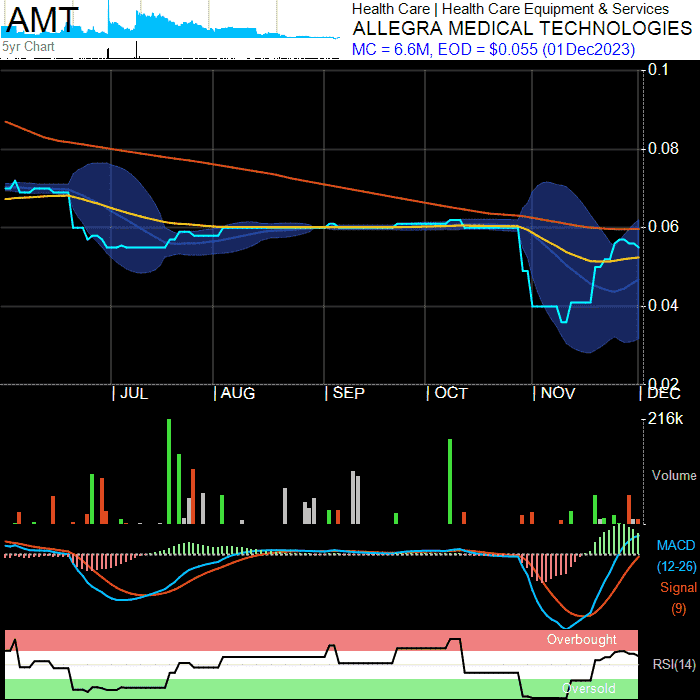 AMT
5yr Chart
Health Care | Health Care Equipment & Services
ALLEGRA MEDICAL TECHNOLOGIES
MC = 6.6M, EOD = $0.055 (01Dec2023)
0.1
0.08
0.06
0.04
0.02
JUL
AUG
SEP
OCT
NOV
DEC
216k
Volume
MACD
(12-26)
Signal
(9)
Overbought
RSI(14)
Oversold